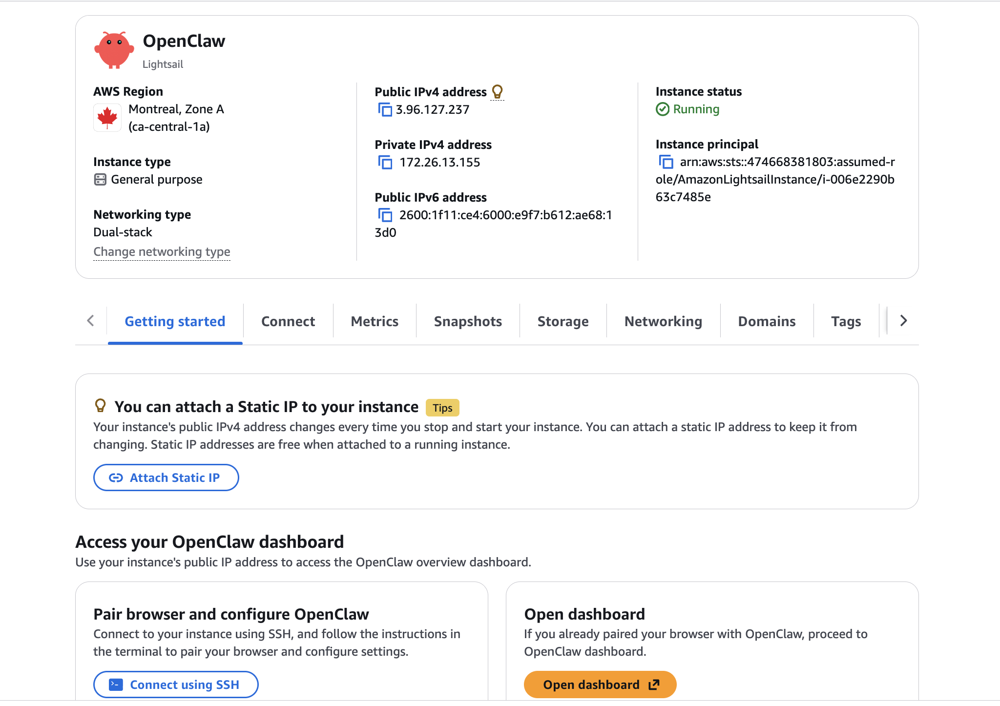 OpenClaw
Lightsail
AWS Region
Montreal, Zone A
(ca-central-1a)
Instance type
General purpose
Networking type
Dual-stack
Change networking type
Public IPv4 address
3.96.127.237
Private IPv4 address
172.26.13.155
Public IPv6 address
2600:1f11:ce4:6000:e9f7:b612:ae68:1
3d0
Instance status
Running
Instance principal
arn:aws:sts::474668381803:assumed-r
ole/AmazonLightsailInstance/i-006e2290b
63c7485e
Getting started
Connect
Metrics
Snapshots
Storage
Networking
Domains
Tags
You can attach a Static IP to your instance Tips
Your instance's public IPv4 address changes every time you stop and start your instance. You can attach a static IP address to keep it from
changing. Static IP addresses are free when attached to a running instance.
Attach Static IP
Access your OpenClaw dashboard
Use your instance's public IP address to access the OpenClaw overview dashboard.
Pair browser and configure OpenClaw
Connect to your instance using SSH, and follow the instructions in
the terminal to pair your browser and configure settings.
Connect using SSH
Open dashboard
If you already paired your browser with OpenClaw, proceed to
OpenClaw dashboard.
Open dashboard